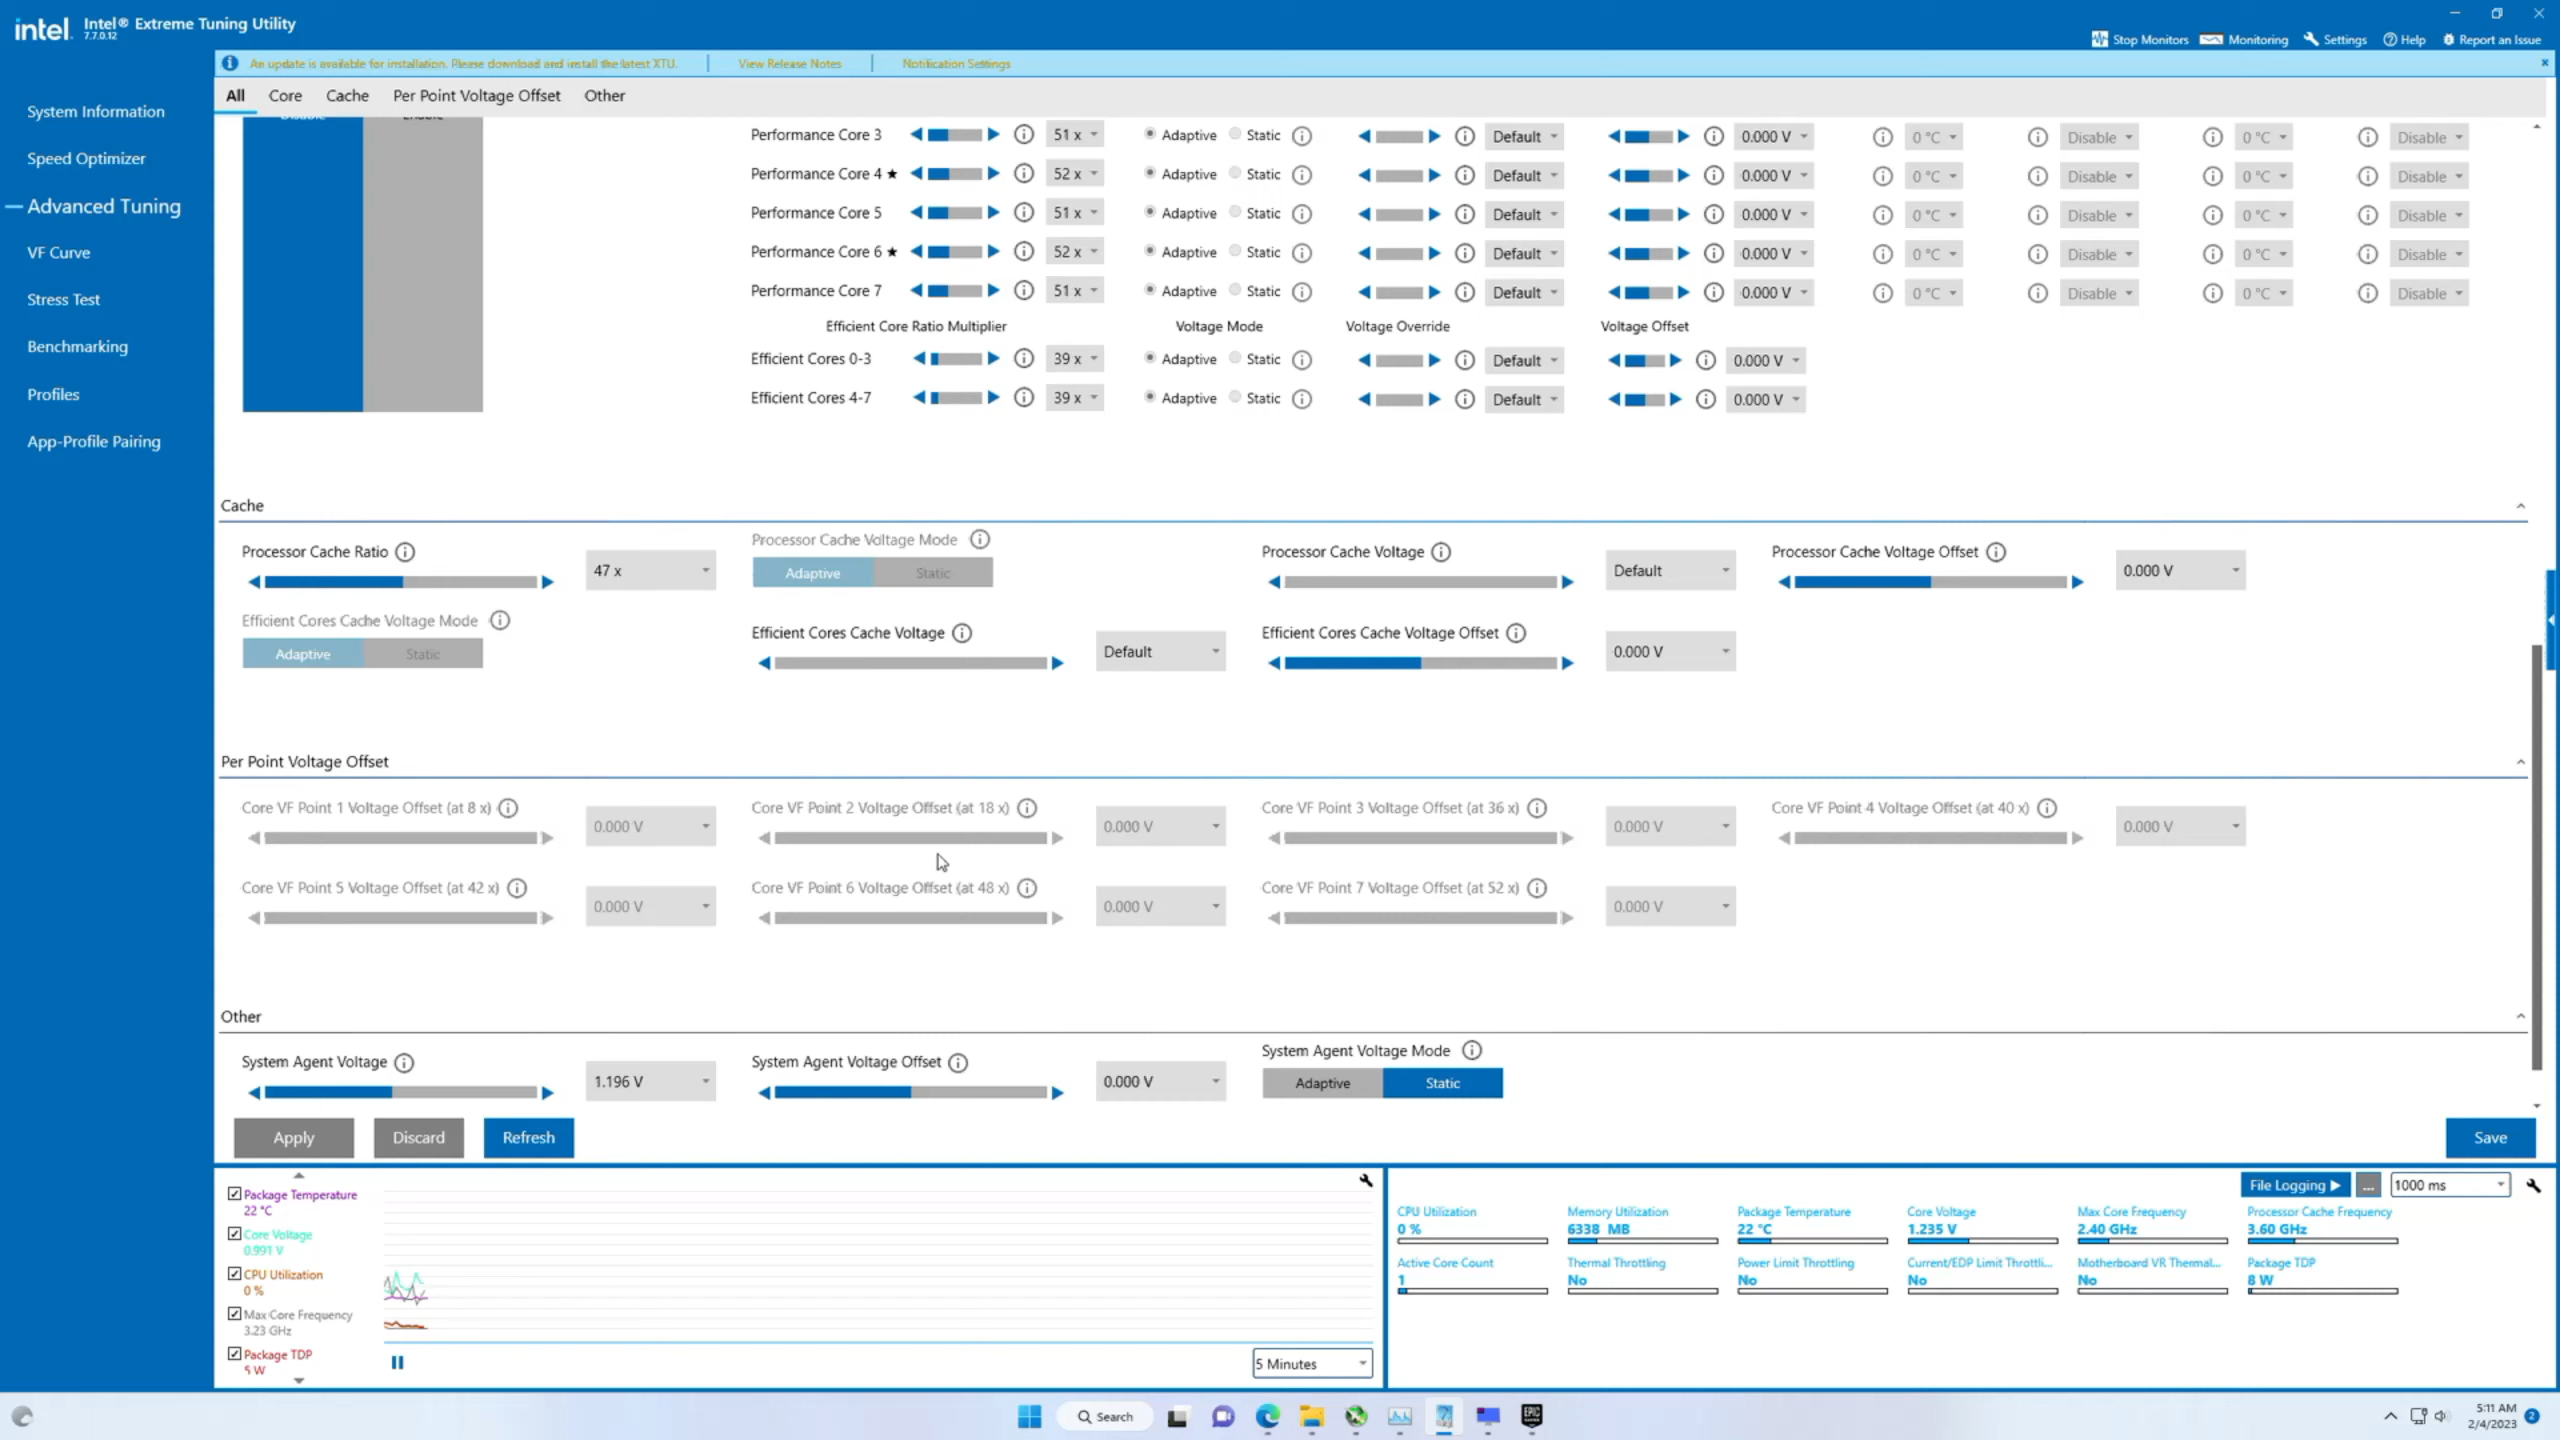 intel. Intel® Extreme Tuning Utility
7.7.0.12
Stop Monitors Monitoring Settings Help Report an Issue
An update is available for installation. Please download and install the latest XTU. View Release Notes Notification Settings
All Core Cache Per Point Voltage Offset Other
System Information
Speed Optimizer
Advanced Tuning
VF Curve
Stress Test
Benchmarking
Profiles
App-Profile Pairing
Disable Enable
Performance Core 3 51 x Adaptive Static Default 0.000 V 0 °C Disable 0 °C Disable
Performance Core 4 ★ 52 x Adaptive Static Default 0.000 V 0 °C Disable 0 °C Disable
Performance Core 5 51 x Adaptive Static Default 0.000 V 0 °C Disable 0 °C Disable
Performance Core 6 ★ 52 x Adaptive Static Default 0.000 V 0 °C Disable 0 °C Disable
Performance Core 7 51 x Adaptive Static Default 0.000 V 0 °C Disable 0 °C Disable
Efficient Core Ratio Multiplier Voltage Mode Voltage Override Voltage Offset
Efficient Cores 0-3 39 x Adaptive Static Default 0.000 V
Efficient Cores 4-7 39 x Adaptive Static Default 0.000 V
Cache
Processor Cache Ratio 47 x Processor Cache Voltage Mode Adaptive Static Processor Cache Voltage Default Processor Cache Voltage Offset 0.000 V
Efficient Cores Cache Voltage Mode Adaptive Static Efficient Cores Cache Voltage Default Efficient Cores Cache Voltage Offset 0.000 V
Per Point Voltage Offset
Core VF Point 1 Voltage Offset (at 8 x) 0.000 V Core VF Point 2 Voltage Offset (at 18 x) 0.000 V Core VF Point 3 Voltage Offset (at 36 x) 0.000 V Core VF Point 4 Voltage Offset (at 40 x) 0.000 V
Core VF Point 5 Voltage Offset (at 42 x) 0.000 V Core VF Point 6 Voltage Offset (at 48 x) 0.000 V Core VF Point 7 Voltage Offset (at 52 x) 0.000 V
Other
System Agent Voltage 1.196 V System Agent Voltage Offset 0.000 V System Agent Voltage Mode Adaptive Static
Apply Discard Refresh Save
Package Temperature
22 °C
Core Voltage
0.991 V
CPU Utilization
0 %
Max Core Frequency
3.23 GHz
Package TDP
5 W
5 Minutes
File Logging ... 1000 ms
CPU Utilization Memory Utilization Package Temperature Core Voltage Max Core Frequency Processor Cache Frequency
0 % 6338 MB 22 °C 1.235 V 2.40 GHz 3.60 GHz
Active Core Count Thermal Throttling Power Limit Throttling Current/EDP Limit Throttli... Motherboard VR Thermal... Package TDP
1 No No No No 8 W
Search
EPIC
5:11 AM
2/4/2023 2